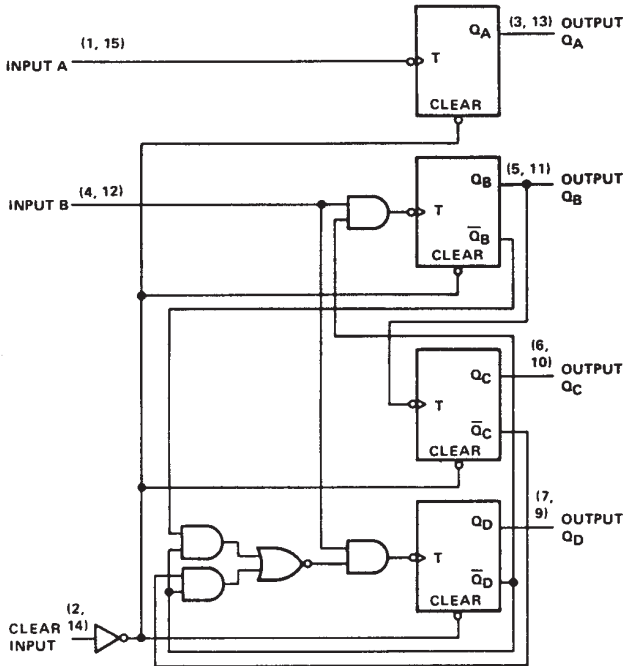 (3, 13) OUTPUT
QA QA
(1, 15)
INPUT A T
CLEAR
QB (5, 11) OUTPUT
QB
(4, 12)
INPUT B T
Q̅B
CLEAR
(6,
10) OUTPUT
QC QC
T
Q̅C
CLEAR
(7,
9) OUTPUT
QD QD
T
Q̅D
CLEAR
(2,
14)
CLEAR
INPUT